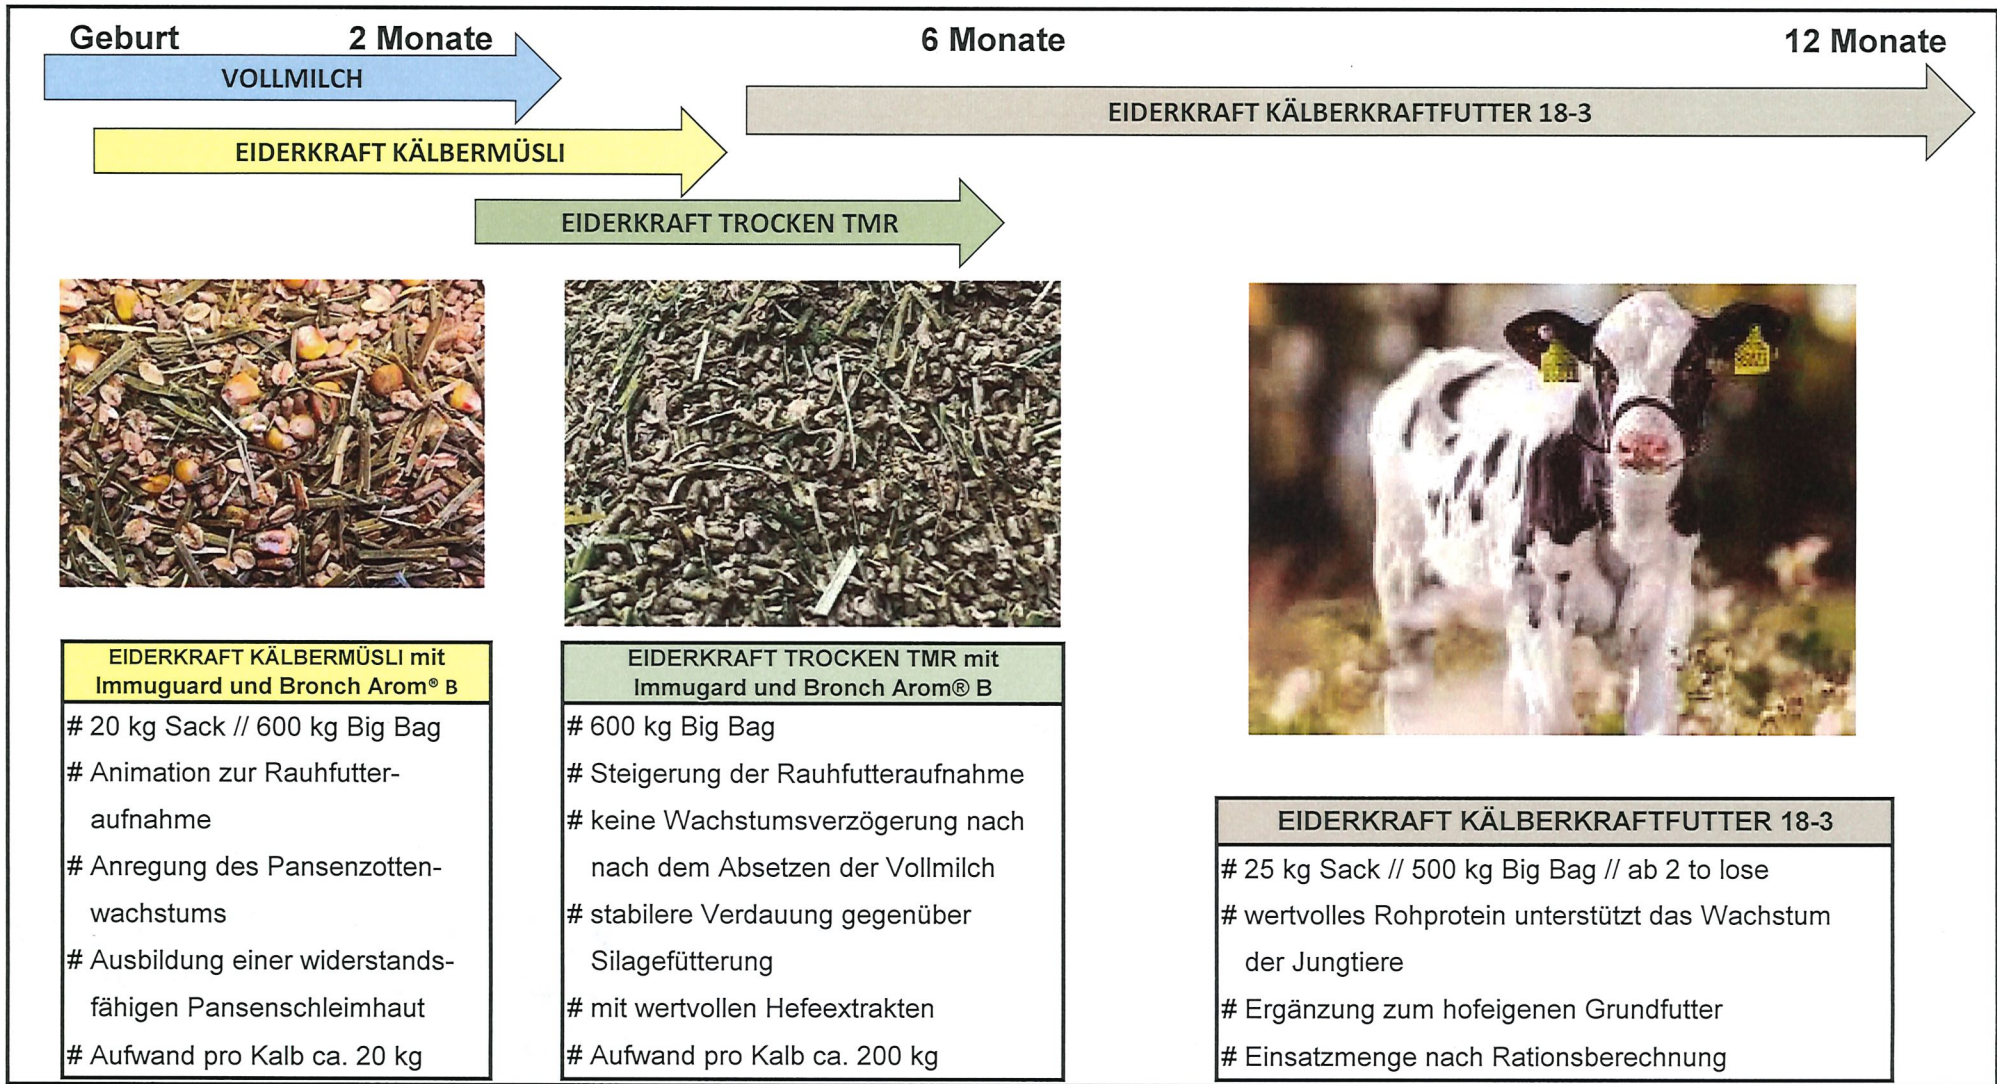 Geburt 2 Monate 6 Monate 12 Monate
VOLLMILCH
EIDERKRAFT KÄLBERKRAFTFUTTER 18-3
EIDERKRAFT KÄLBERMÜSLI
EIDERKRAFT TROCKEN TMR
EIDERKRAFT KÄLBERMÜSLI mit
Immuguard und Bronch Arom® B
# 20 kg Sack // 600 kg Big Bag
# Animation zur Rauhfutter-
aufnahme
# Anregung des Pansenzotten-
wachstums
# Ausbildung einer widerstands-
fähigen Pansenschleimhaut
# Aufwand pro Kalb ca. 20 kg
EIDERKRAFT TROCKEN TMR mit
Immugard und Bronch Arom® B
# 600 kg Big Bag
# Steigerung der Rauhfutteraufnahme
# keine Wachstumsverzögerung nach
nach dem Absetzen der Vollmilch
# stabilere Verdauung gegenüber
Silagefütterung
# mit wertvollen Hefeextrakten
# Aufwand pro Kalb ca. 200 kg
EIDERKRAFT KÄLBERKRAFTFUTTER 18-3
# 25 kg Sack // 500 kg Big Bag // ab 2 to lose
# wertvolles Rohprotein unterstützt das Wachstum
der Jungtiere
# Ergänzung zum hofeigenen Grundfutter
# Einsatzmenge nach Rationsberechnung